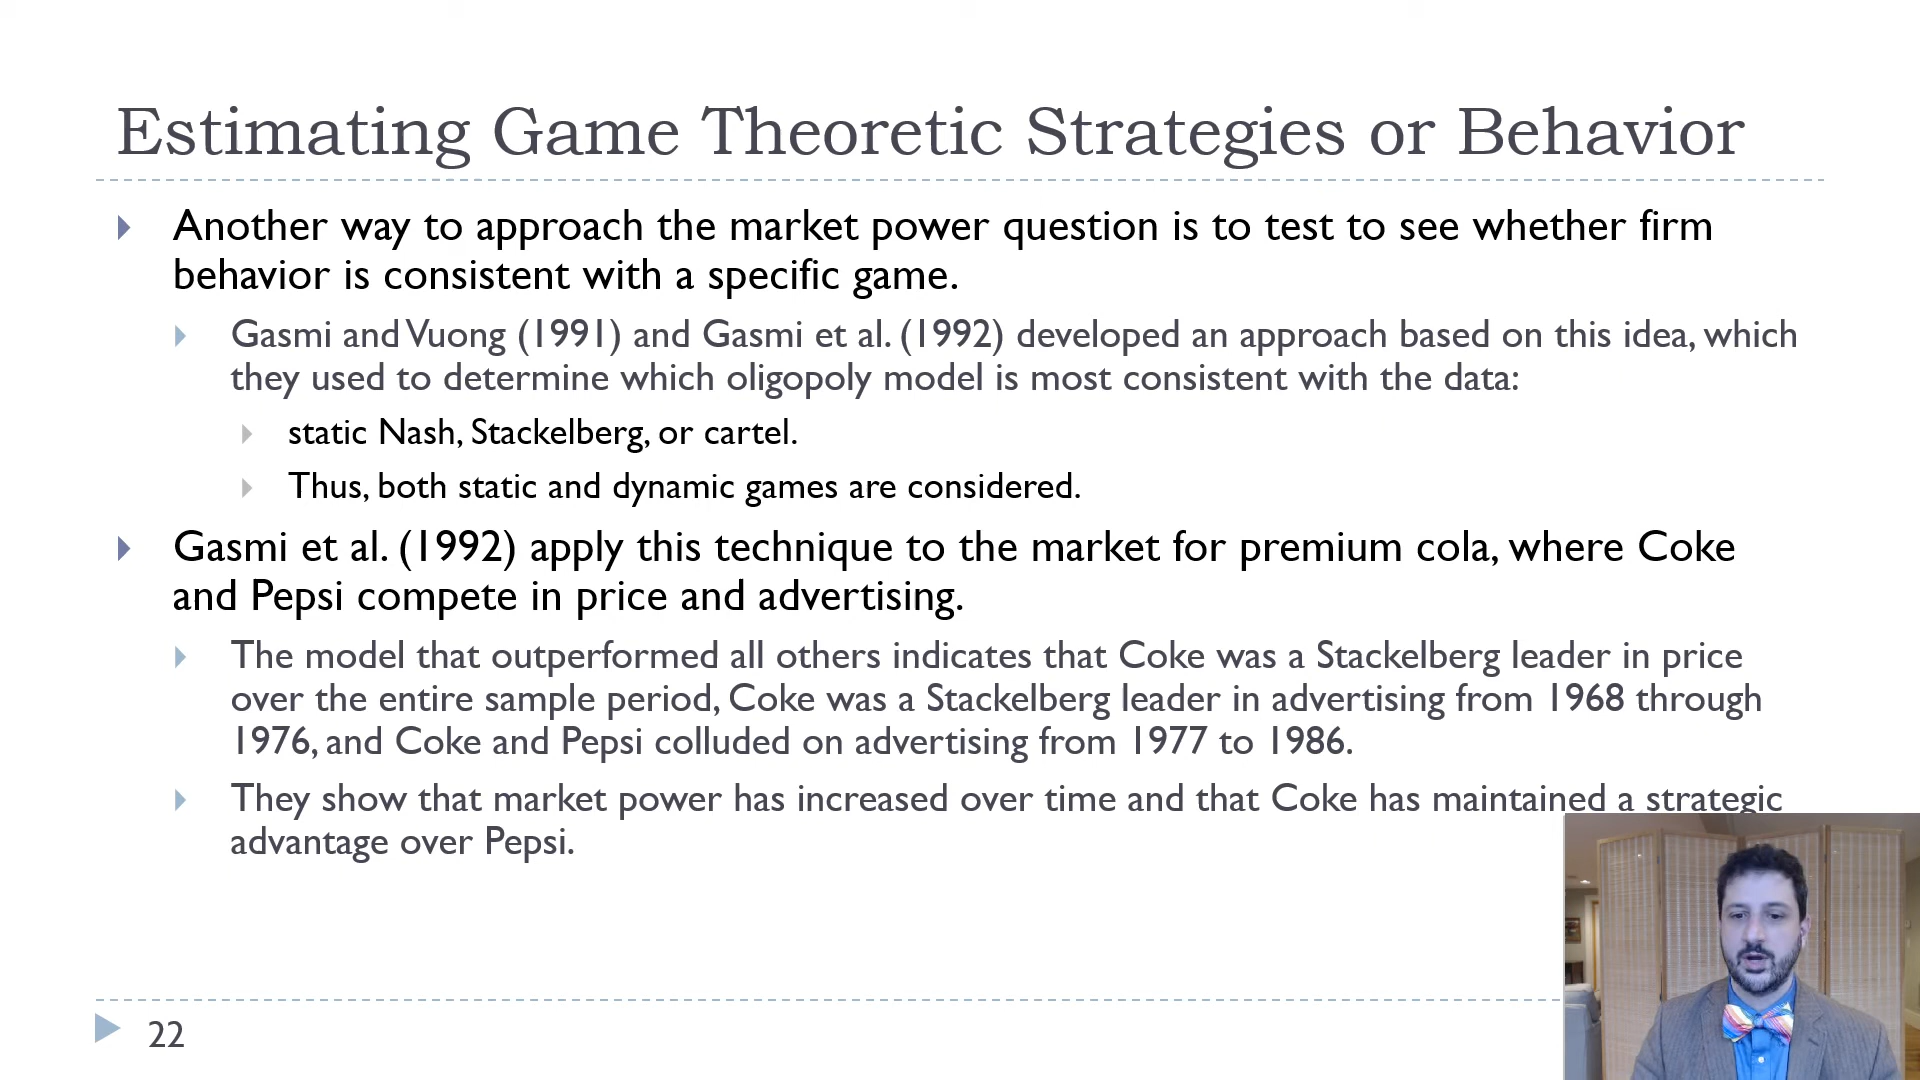 Estimating Game Theoretic Strategies or Behavior
Another way to approach the market power question is to test to see whether firm
behavior is consistent with a specific game.
Gasmi and Vuong (1991) and Gasmi et al. (1992) developed an approach based on this idea, which
they used to determine which oligopoly model is most consistent with the data:
static Nash, Stackelberg, or cartel.
Thus, both static and dynamic games are considered.
Gasmi et al. (1992) apply this technique to the market for premium cola, where Coke
and Pepsi compete in price and advertising.
The model that outperformed all others indicates that Coke was a Stackelberg leader in price
over the entire sample period, Coke was a Stackelberg leader in advertising from 1968 through
1976, and Coke and Pepsi colluded on advertising from 1977 to 1986.
They show that market power has increased over time and that Coke has maintained a strategic
advantage over Pepsi.
22